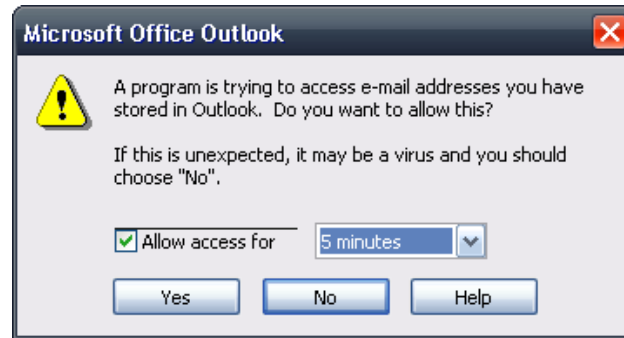 Microsoft Office Outlook
A program is trying to access e-mail addresses you have
stored in Outlook. Do you want to allow this?
If this is unexpected, it may be a virus and you should
choose "No".
Allow access for 5 minutes
Yes No Help